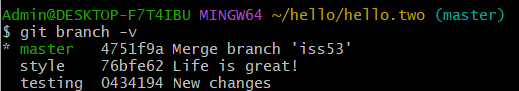 Admin@DESKTOP-F7T4IBU MINGW64 ~/hello/hello.two (master)
$ git branch -v
* master   4751f9a Merge branch 'iss53'
  style    76bfe62 Life is great!
  testing  0434194 New changes